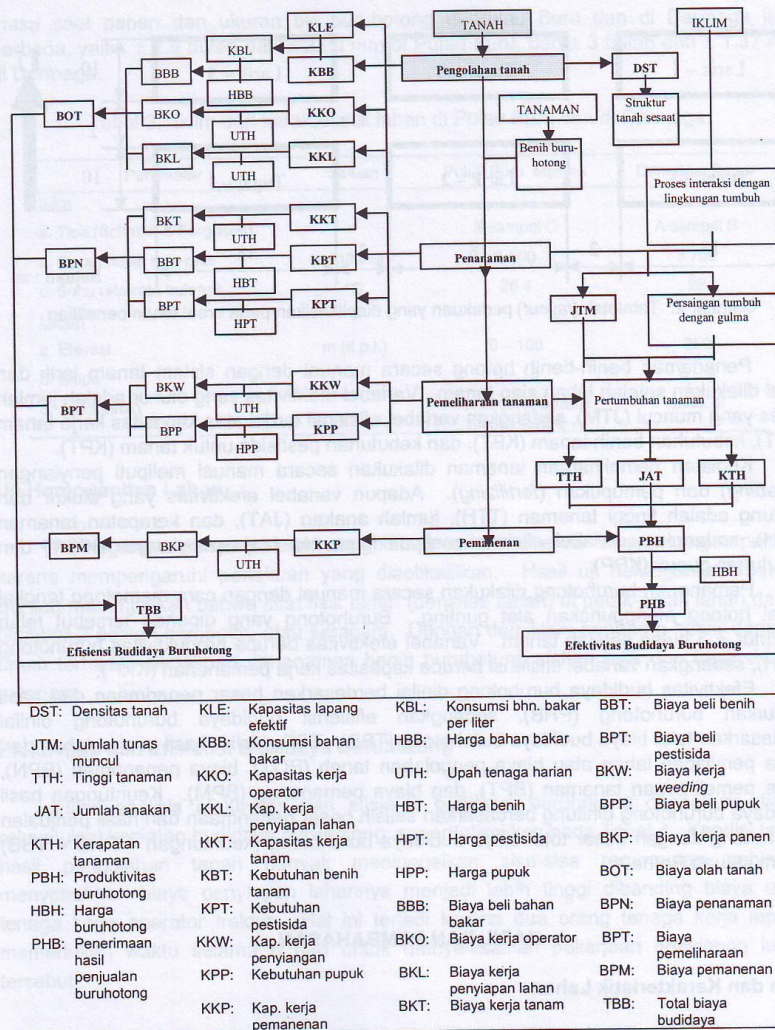 KLE
TANAH
IKLIM
KBL
BBB
KBB
Pengolahan tanah
DST
HBB
BOT
BKO
KKO
TANAMAN
Struktur
tanah sesaat
UTH
BKL
KKL
Benih buru-
hotong
UTH
Proses interaksi dengan
lingkungan tumbuh
BKT
KKT
UTH
BPN
BBT
KBT
Penanaman
HBT
KPT
JTM
Persaingan tumbuh
dengan gulma
HPT
BKW
KKW
BPT
UTH
Pemeliharaan
Pertumbuhan tanaman
BPP
KPP
HPP
TTH
JAT
KTH
BPM
BKP
KKP
Pemanenan
PBH
UTH
HBH
TBB
PHB
Efisiensi Budidaya Buruhotong
Efektivitas Budidaya Buruhotong
DST: Densitas tanah
JTM: Jumlah tunas
muncul
TTH: Tinggi tanaman
JAT: Jumlah anakan
KTH: Kerapatan
tanaman
PBH: Produktivitas
buruhotong
HBH: Harga
buruhotong
PHB: Penerimaan
hasil
penjualan
buruhotong
KLE: Kapasitas lapang
efektif
KBB: Konsumsi bahan
bakar
KKO: Kapasitas kerja
operator
KKL: Kap. kerja
penyiapan lahan
KKT: Kapasitas kerja
tanam
KBT: Kebutuhan benih
tanam
KPT: Kebutuhan
pestisida
KKW: Kap. kerja
penyiangan
KPP: Kebutuhan pupuk
KKP: Kap. kerja
pemanenan
KBL: Konsumsi bhn. bakar
per liter
HBB: Harga bahan bakar
UTH: Upah tenaga harian
HBT: Harga benih
HPT: Harga pestisida
HPP: Harga pupuk
BBB: Biaya beli bahan
bakar
BKO: Biaya kerja operator
BKL: Biaya kerja
penyiapan lahan
BKT: Biaya kerja tanam
BBT: Biaya beli benih
BPT: Biaya beli
pestisida
BKW: Biaya kerja
weeding
BPP: Biaya beli pupuk
BKP: Biaya kerja panen
BOT: Biaya olah tanah
BPN: Biaya penanaman
BPT: Biaya
pemeliharaan
BPM: Biaya pemanenan
TBB: Total biaya
budidaya